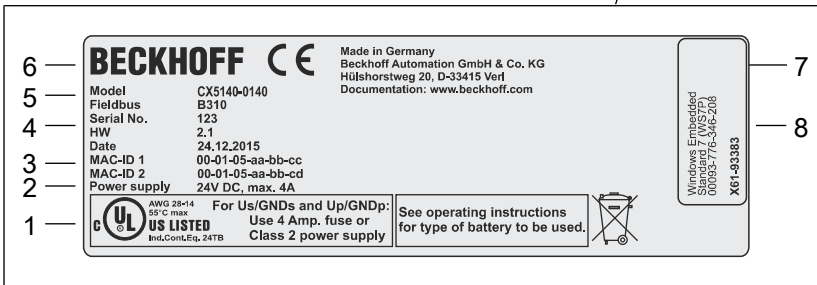 6 BECKHOFF CE
Made in Germany
Beckhoff Automation GmbH & Co. KG
Hülshorstweg 20, D-33415 Verl
Documentation: www.beckhoff.com
5 Model CX5140-0140
Fieldbus B310
4 Serial No. 123
HW 2.1
Date 24.12.2015
3 MAC-ID 1 00-01-05-aa-bb-cc
MAC-ID 2 00-01-05-aa-bb-cd
2 Power supply 24V DC, max. 4A
1
C UL
AWG 28-14
55°C max
US LISTED
Ind.Cont.Eq. 24TB
For Us/GNDs and Up/GNDp:
Use 4 Amp. fuse or
Class 2 power supply
See operating instructions
for type of battery to be used.
7
8
Windows Embedded
Standard 7 (WS7P)
00093-776-346-208
X61-93383